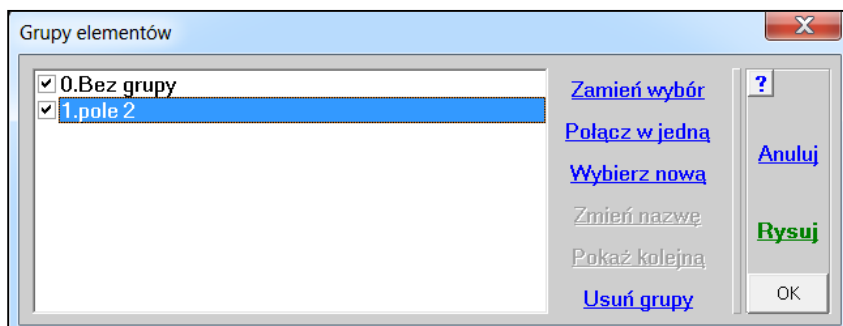 Grupy elementów
0.Bez grupy
1.pole 2
Zamień wybór
Połącz w jedną
Wybierz nową
Zmień nazwę
Pokaż kolejną
Usuń grupy
?
Anuluj
Rysuj
OK